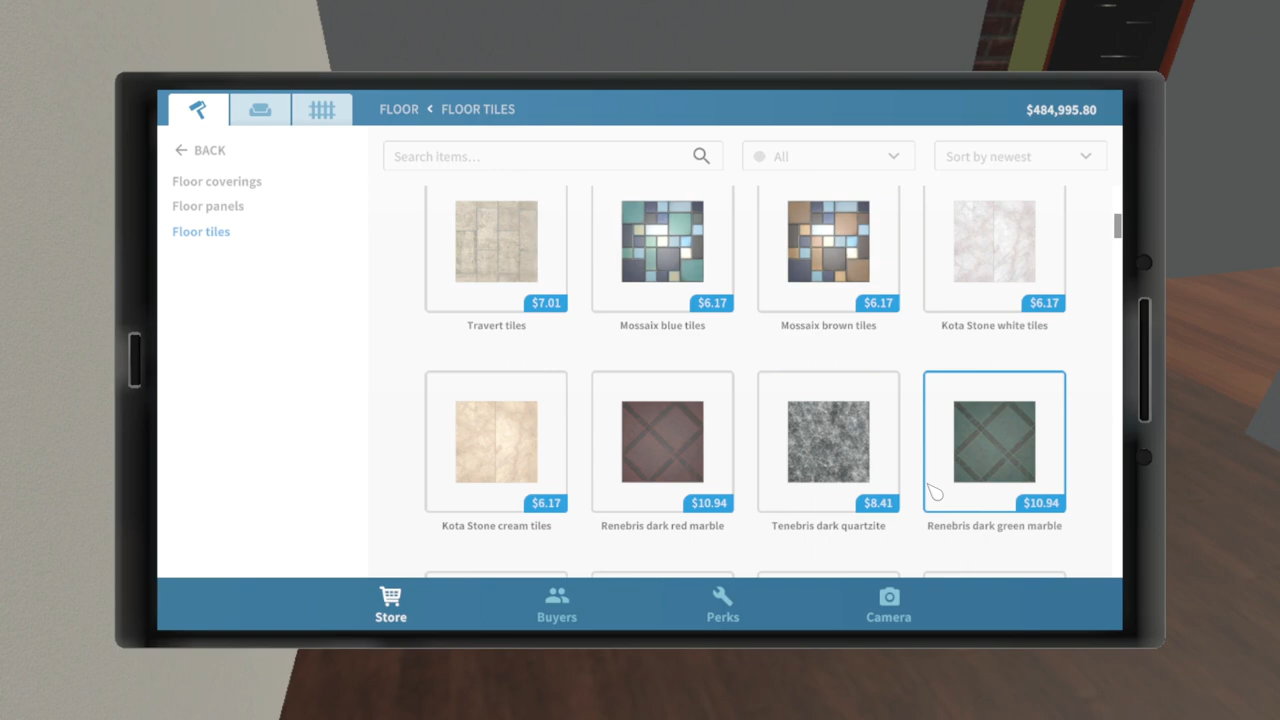 FLOOR < FLOOR TILES
$484,995.80
BACK
Search items...
All
Sort by newest
Floor coverings
Floor panels
Floor tiles
$7.01
$6.17
$6.17
$6.17
Travert tiles
Mossaix blue tiles
Mossaix brown tiles
Kota Stone white tiles
$6.17
$10.94
$8.41
$10.94
Kota Stone cream tiles
Renebris dark red marble
Tenebris dark quartzite
Renebris dark green marble
Store
Buyers
Perks
Camera